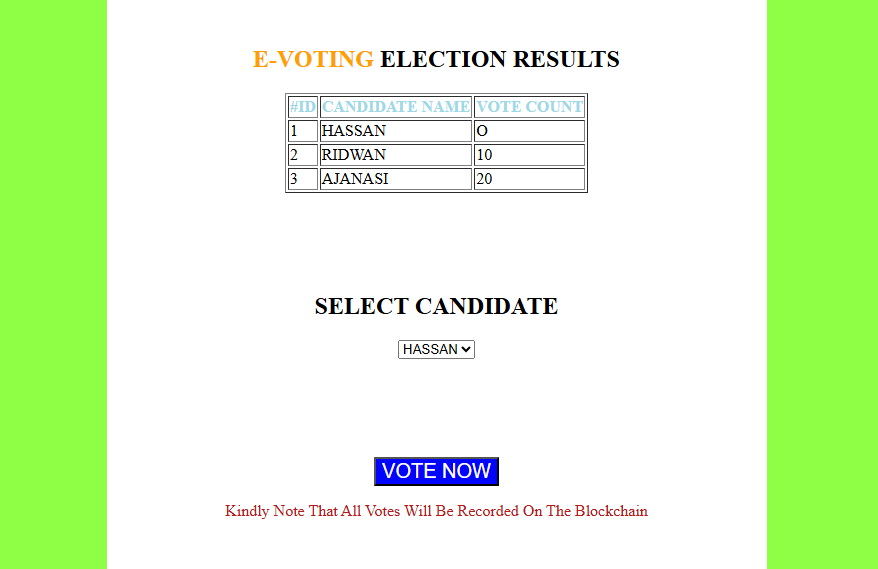 E-VOTING ELECTION RESULTS
#ID CANDIDATE NAME VOTE COUNT
1 HASSAN O
2 RIDWAN 10
3 AJANASI 20
SELECT CANDIDATE
HASSAN
VOTE NOW
Kindly Note That All Votes Will Be Recorded On The Blockchain